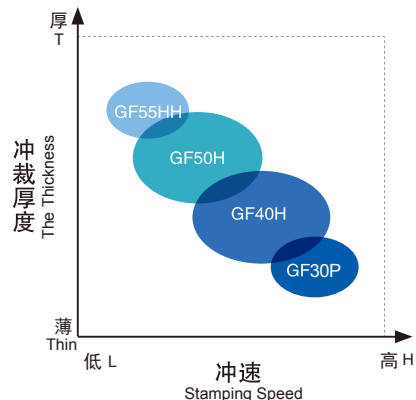 厚
T
冲裁厚度
The Thickness
GF55HH
GF50H
GF40H
GF30P
薄
Thin
低 L
冲速
Stamping Speed
高 H